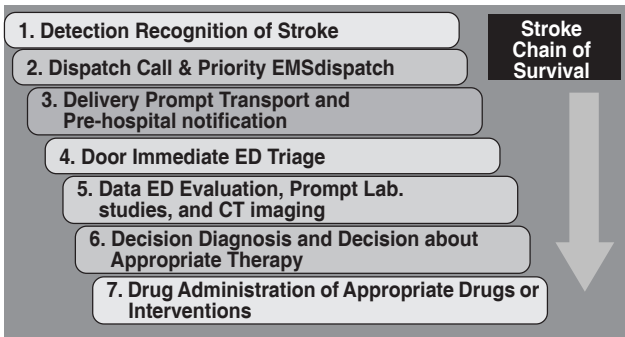 1. Detection Recognition of Stroke
2. Dispatch Call & Priority EMSdispatch
3. Delivery Prompt Transport and
Pre-hospital notification
4. Door Immediate ED Triage
5. Data ED Evaluation, Prompt Lab.
studies, and CT imaging
6. Decision Diagnosis and Decision about
Appropriate Therapy
7. Drug Administration of Appropriate Drugs or
Interventions
Stroke
Chain of
Survival